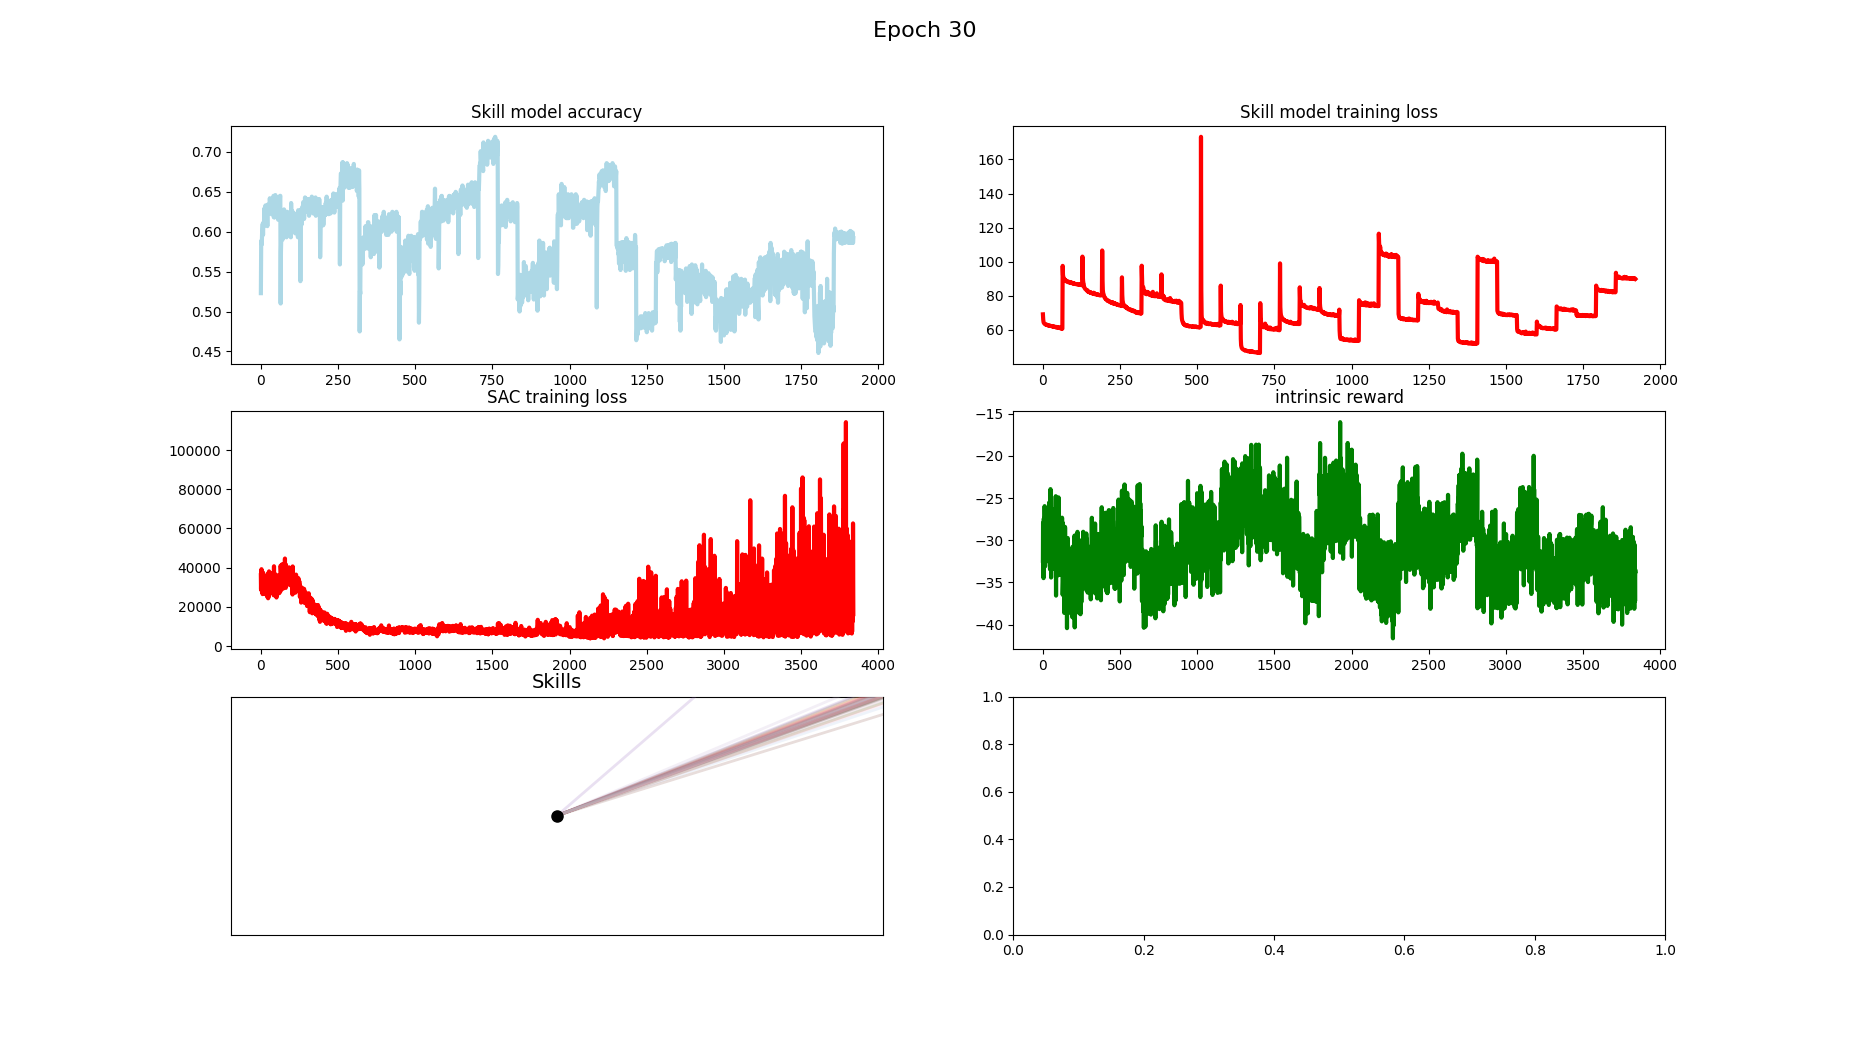 Epoch 30
Skill model accuracy
0.70
0.65
0.60
0.55
0.50
0.45
0 250 500 750 1000 1250 1500 1750 2000
Skill model training loss
160
140
120
100
80
60
0 250 500 750 1000 1250 1500 1750 2000
SAC training loss
100000
80000
60000
40000
20000
0
0 500 1000 1500 2000 2500 3000 3500 4000
intrinsic reward
−15
−20
−25
−30
−35
−40
0 500 1000 1500 2000 2500 3000 3500 4000
Skills
1.0
0.8
0.6
0.4
0.2
0.0
0.0 0.2 0.4 0.6 0.8 1.0